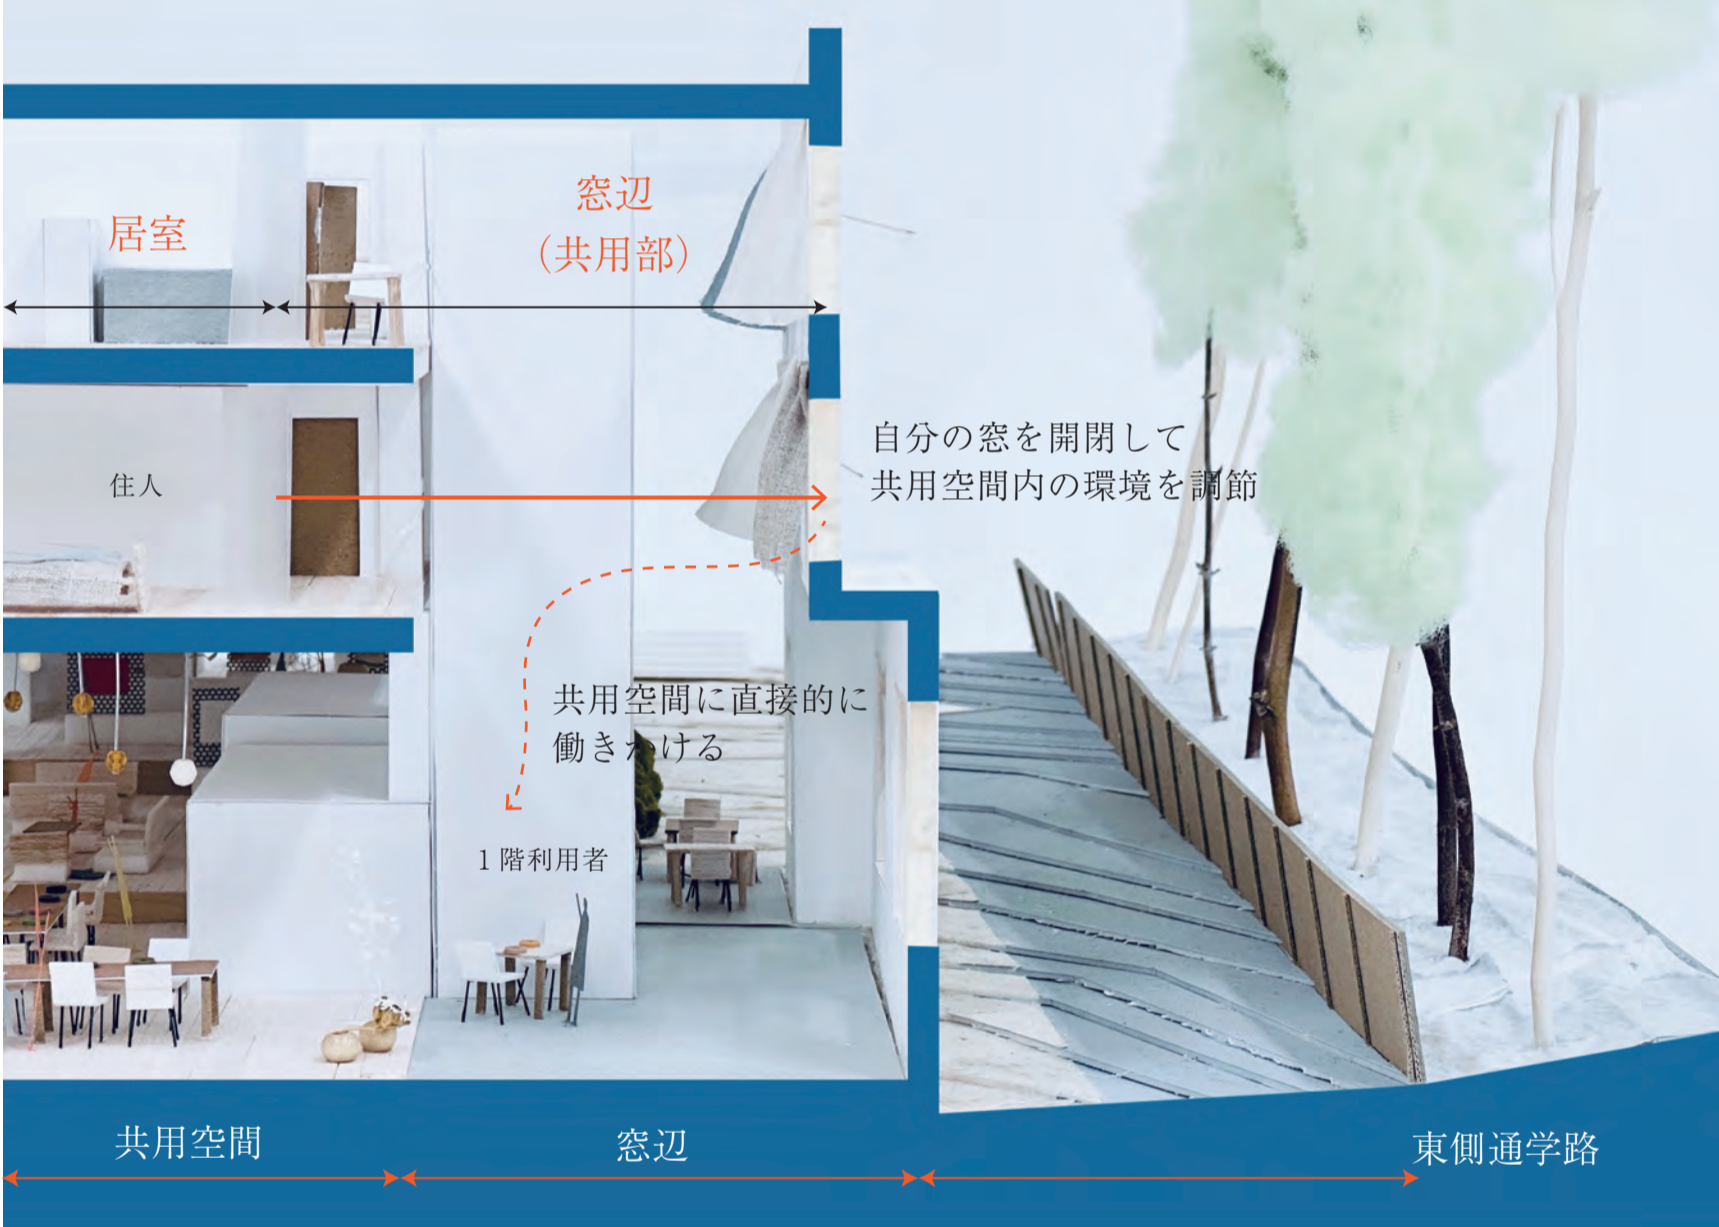 居室
窓辺
（共用部）
住人
自分の窓を開閉して
共用空間内の環境を調節
共用空間に直接的に
働きかける
1 階利用者
共用空間
窓辺
東側通学路